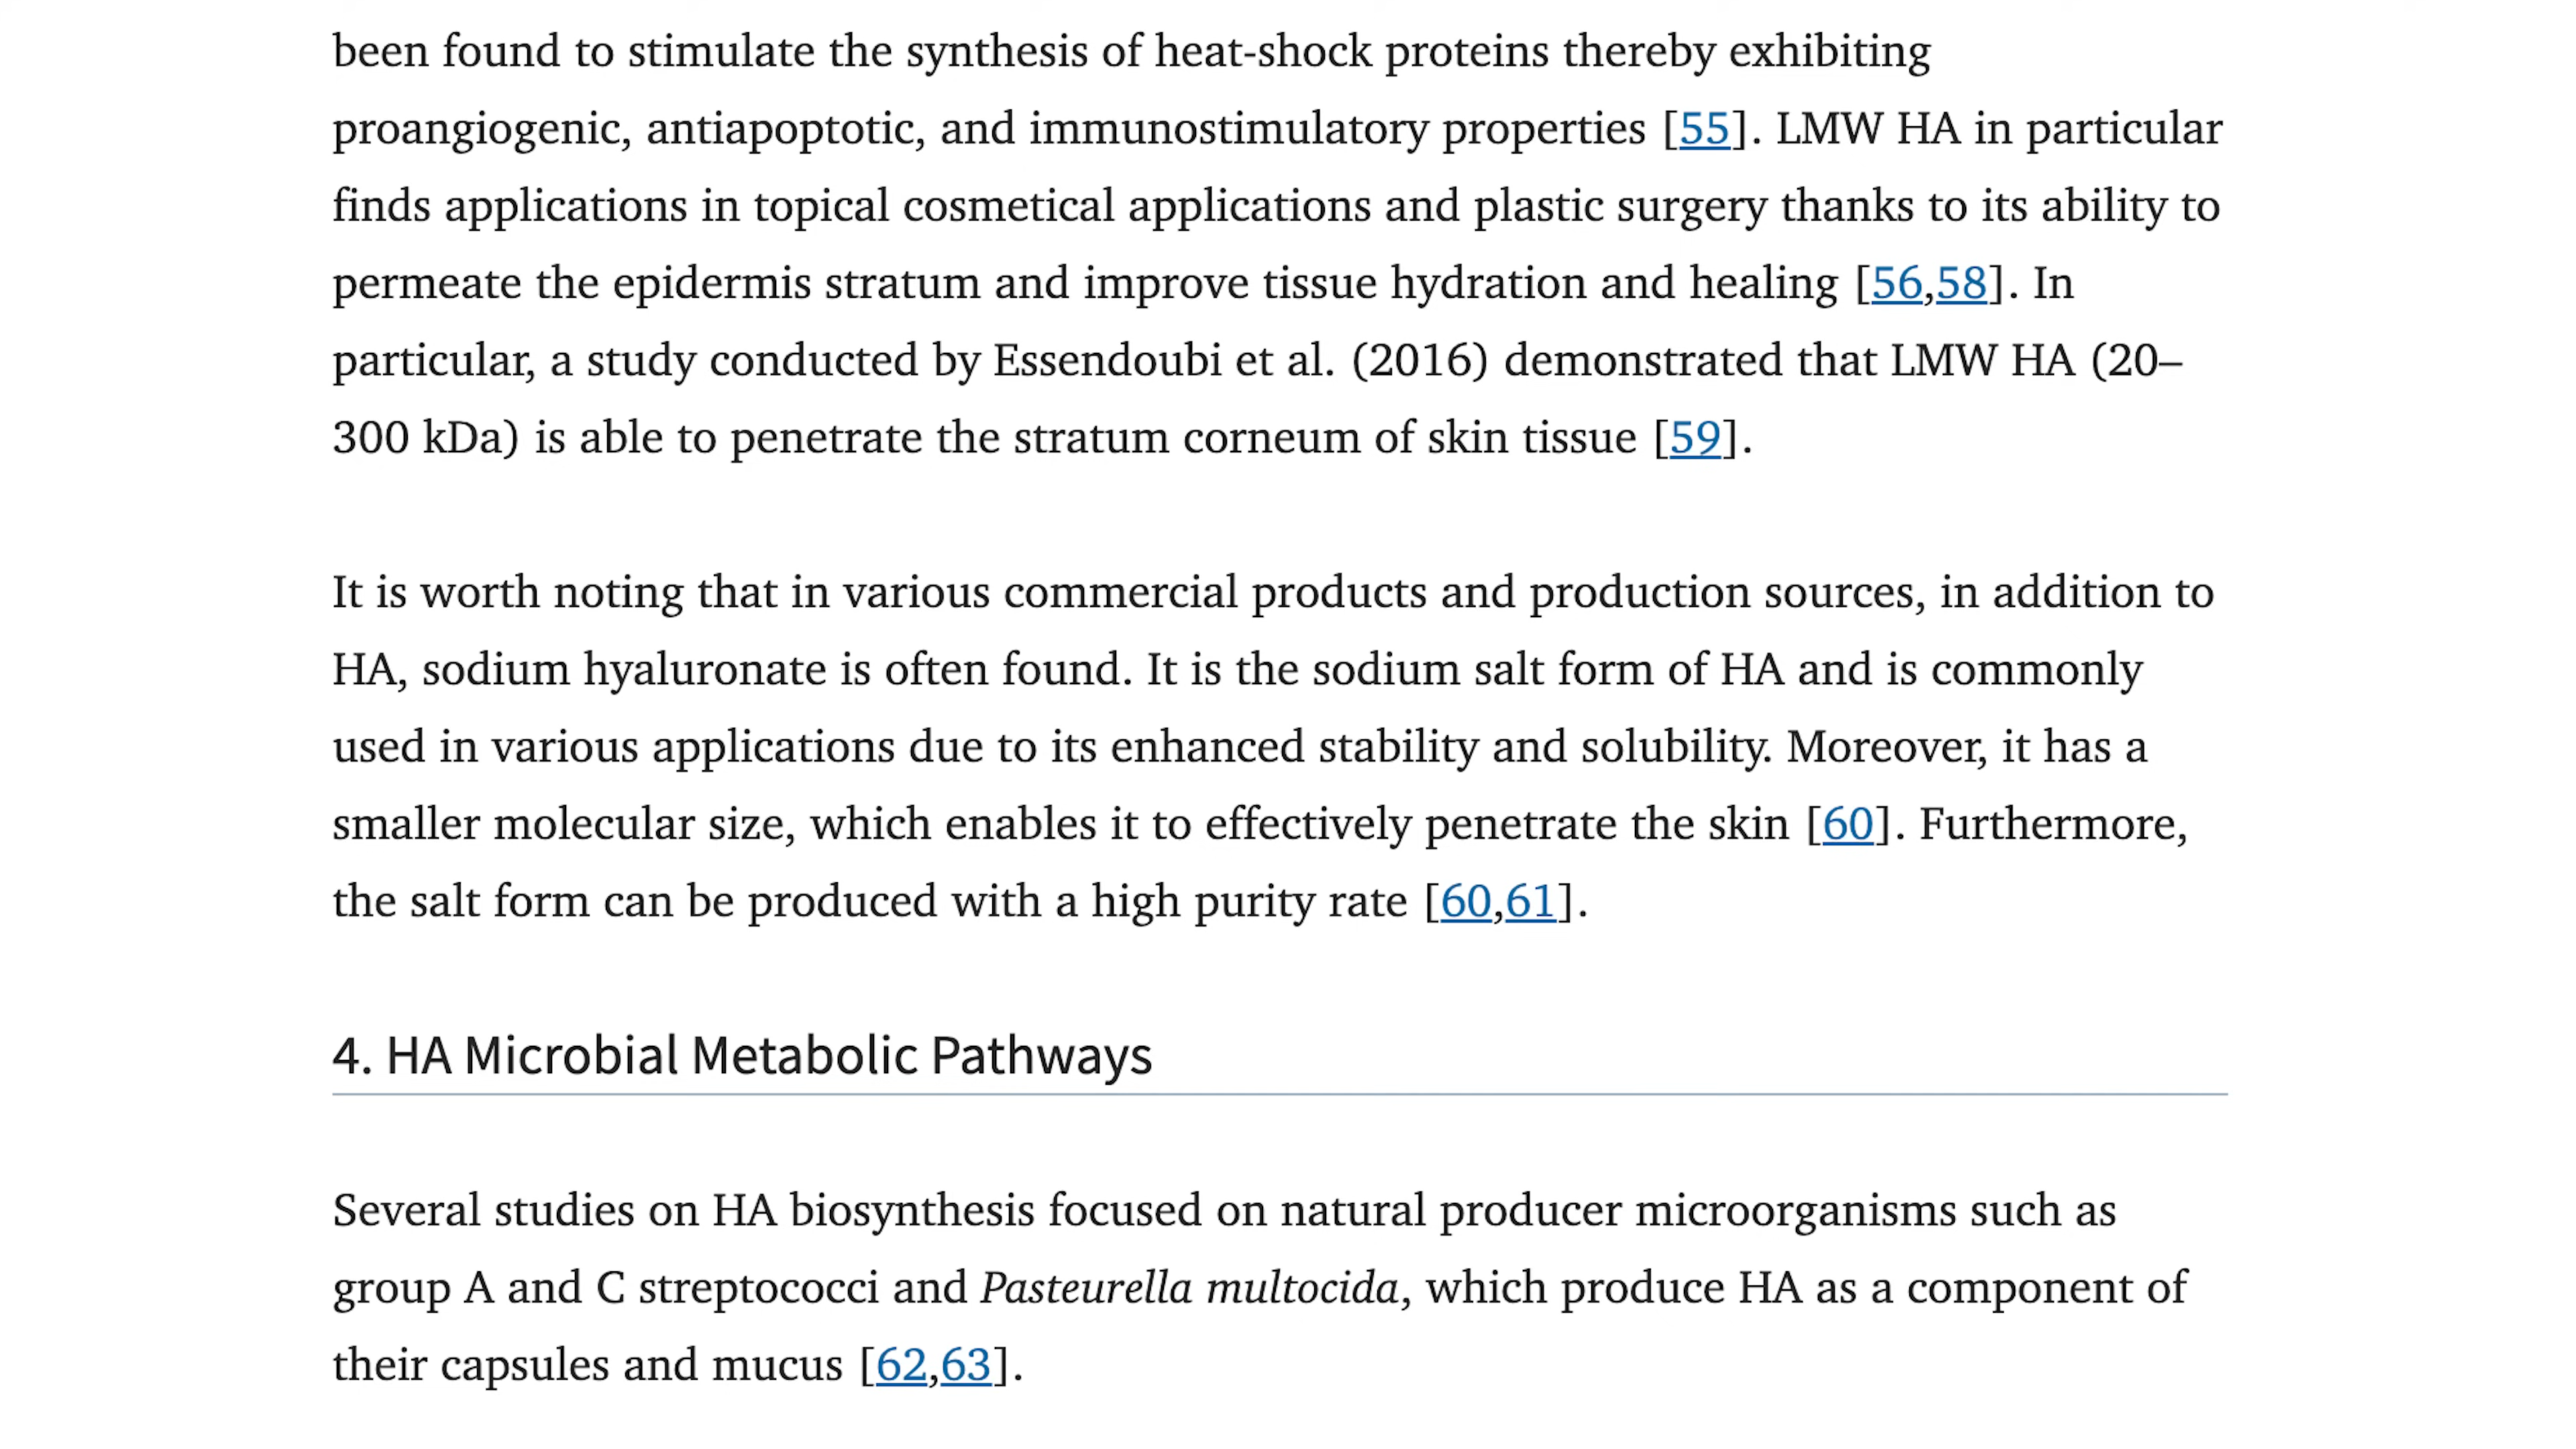 been found to stimulate the synthesis of heat-shock proteins thereby exhibiting
proangiogenic, antiapoptotic, and immunostimulatory properties [55]. LMW HA in particular
finds applications in topical cosmetical applications and plastic surgery thanks to its ability to
permeate the epidermis stratum and improve tissue hydration and healing [56,58]. In
particular, a study conducted by Essendoubi et al. (2016) demonstrated that LMW HA (20–
300 kDa) is able to penetrate the stratum corneum of skin tissue [59].
It is worth noting that in various commercial products and production sources, in addition to
HA, sodium hyaluronate is often found. It is the sodium salt form of HA and is commonly
used in various applications due to its enhanced stability and solubility. Moreover, it has a
smaller molecular size, which enables it to effectively penetrate the skin [60]. Furthermore,
the salt form can be produced with a high purity rate [60,61].
4. HA Microbial Metabolic Pathways
Several studies on HA biosynthesis focused on natural producer microorganisms such as
group A and C streptococci and Pasteurella multocida, which produce HA as a component of
their capsules and mucus [62,63].